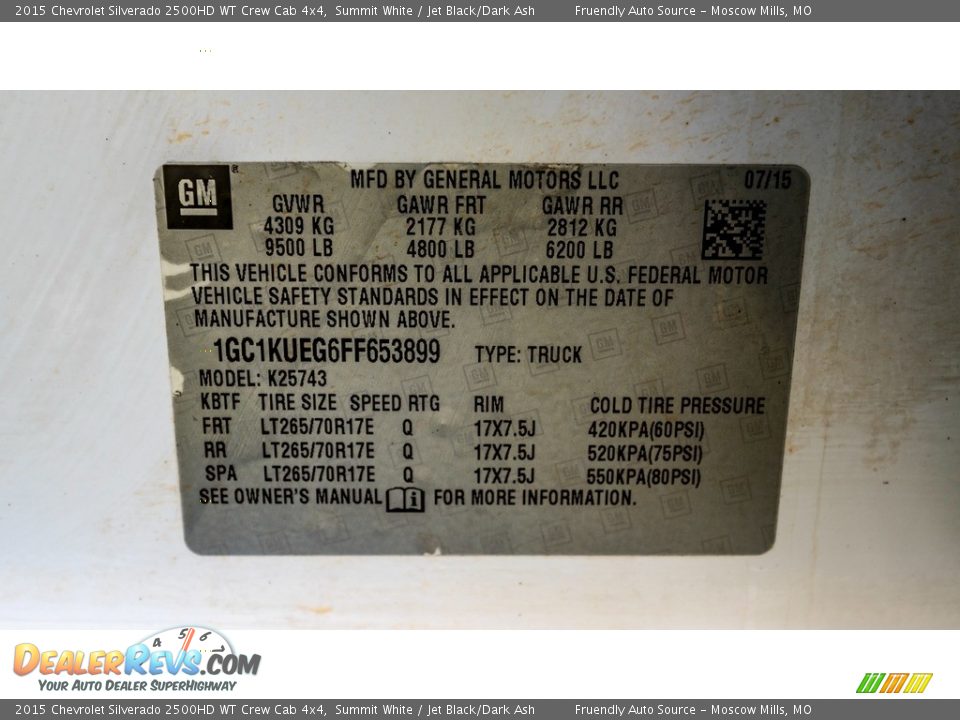 2015 Chevrolet Silverado 2500HD WT Crew Cab 4x4,  Summit White / Jet Black/Dark Ash          Fruendly Auto Source – Moscow Mills, MO
GM
MFD BY GENERAL MOTORS LLC 07/15
GVWR GAWR FRT GAWR RR
4309 KG 2177 KG 2812 KG
9500 LB 4800 LB 6200 LB
THIS VEHICLE CONFORMS TO ALL APPLICABLE U.S. FEDERAL MOTOR
VEHICLE SAFETY STANDARDS IN EFFECT ON THE DATE OF
MANUFACTURE SHOWN ABOVE.
1GC1KUEG6FF653899 TYPE: TRUCK
MODEL: K25743
KBTF TIRE SIZE SPEED RTG RIM COLD TIRE PRESSURE
FRT LT265/70R17E Q 17X7.5J 420KPA(60PSI)
RR LT265/70R17E Q 17X7.5J 520KPA(75PSI)
SPA LT265/70R17E Q 17X7.5J 550KPA(80PSI)
SEE OWNER'S MANUAL i FOR MORE INFORMATION.
4 5 6 7
DEALERREVS.COM
YOUR AUTO DEALER SUPERHIGHWAY
2015 Chevrolet Silverado 2500HD WT Crew Cab 4x4,  Summit White / Jet Black/Dark Ash          Fruendly Auto Source – Moscow Mills, MO